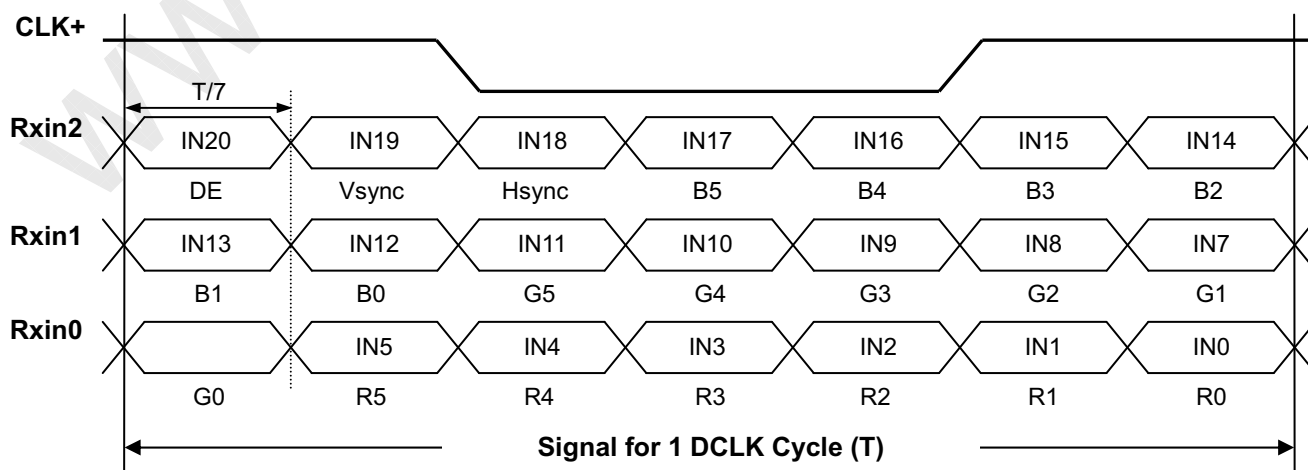 CLK+
T/7
Rxin2 IN20 IN19 IN18 IN17 IN16 IN15 IN14
DE Vsync Hsync B5 B4 B3 B2
Rxin1 IN13 IN12 IN11 IN10 IN9 IN8 IN7
B1 B0 G5 G4 G3 G2 G1
Rxin0 IN5 IN4 IN3 IN2 IN1 IN0
G0 R5 R4 R3 R2 R1 R0
Signal for 1 DCLK Cycle (T)